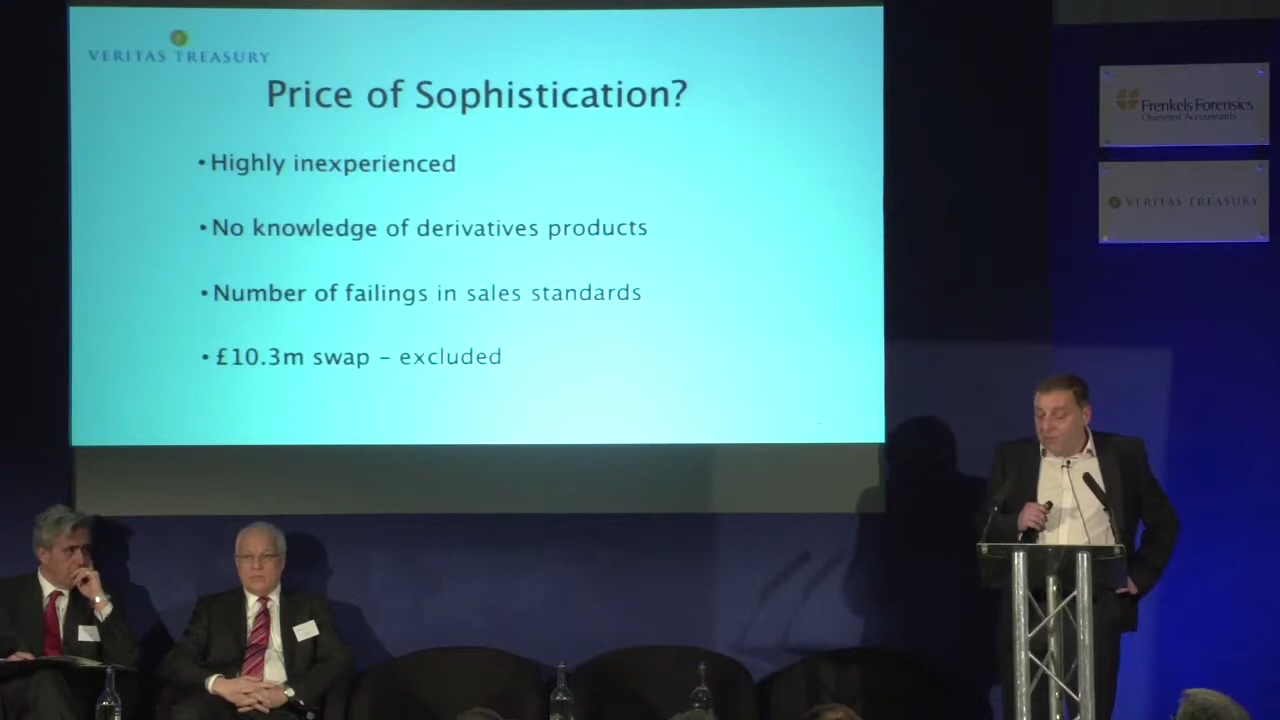 VERITAS TREASURY
Price of Sophistication?
• Highly inexperienced
• No knowledge of derivatives products
• Number of failings in sales standards
• £10.3m swap – excluded
Frenkels Forensics
Chartered Accountants
VERITAS TREASURY